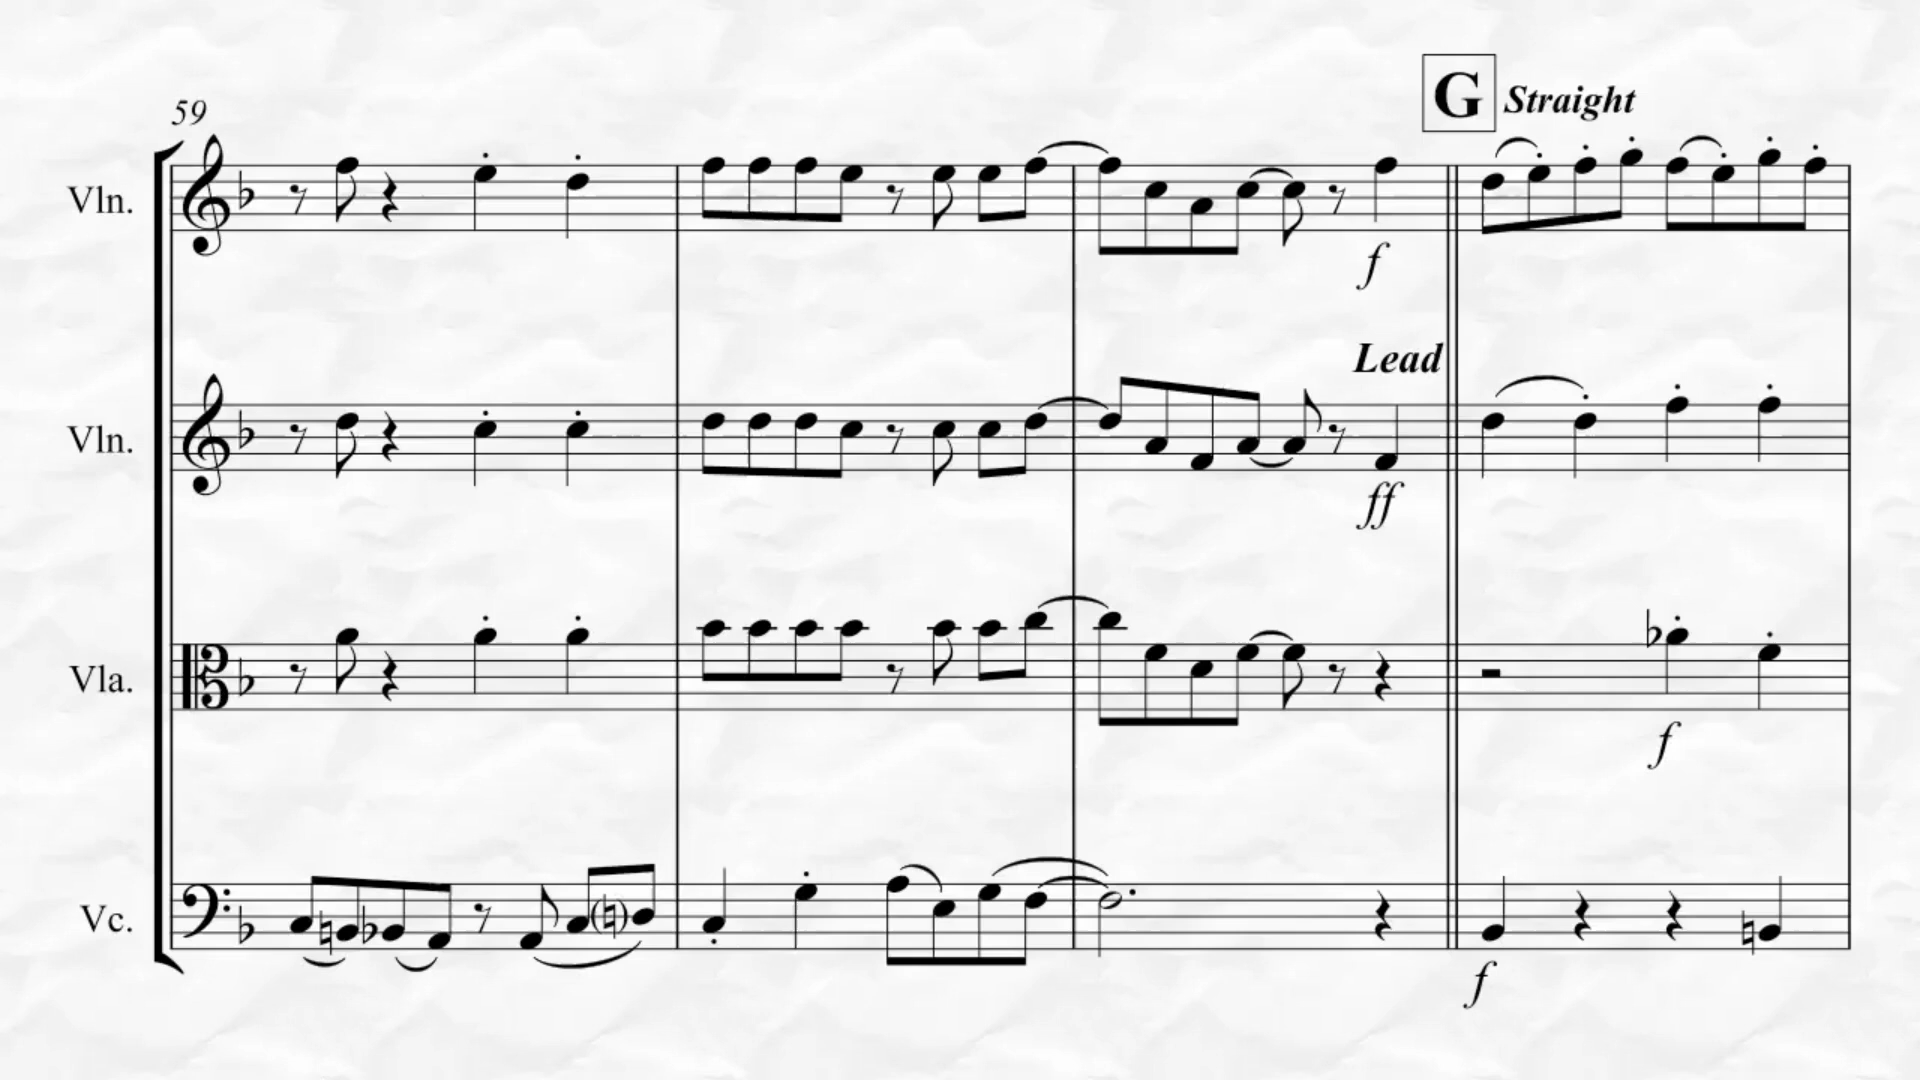 G Straight
59
Vln.
f
Lead
Vln.
ff
Vla.
f
Vc.
f